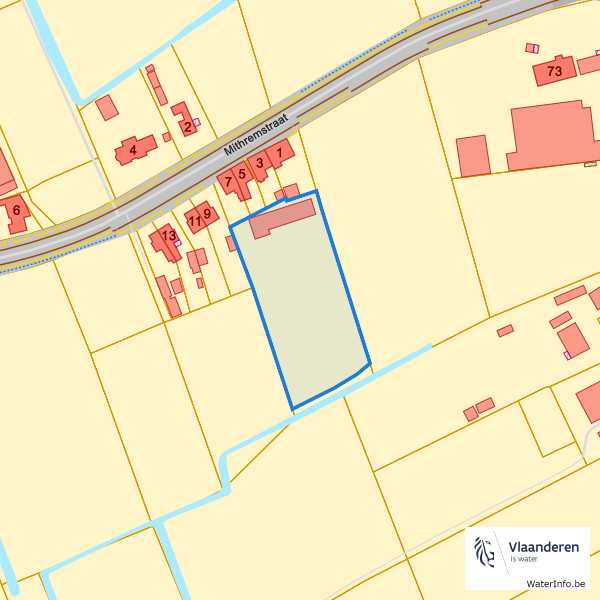 73
2
Mithremstraat
4
1
3
5
7
6
9
11
13
Vlaanderen
is water
WaterInfo.be